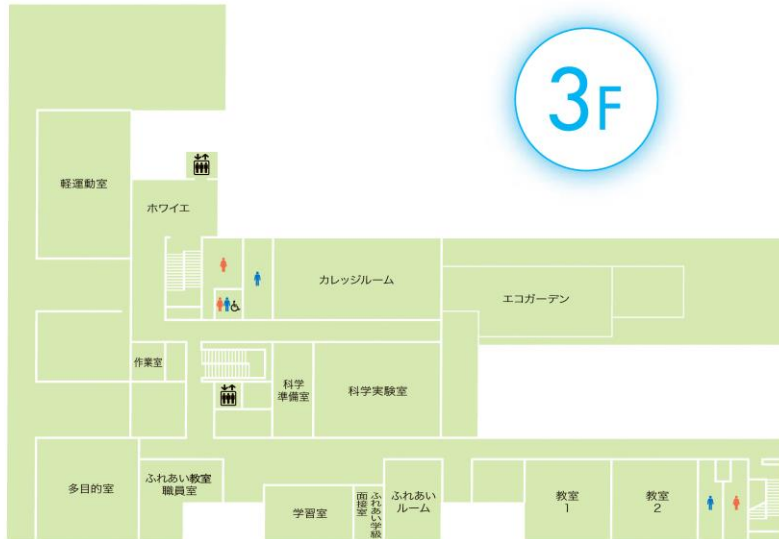 3F
軽運動室
ホワイエ
カレッジルーム
エコガーデン
作業室
科学
準備室
科学実験室
多目的室
ふれあい教室
職員室
学習室
ふれあい学級
面接室
ふれあい
ルーム
教室
1
教室
2